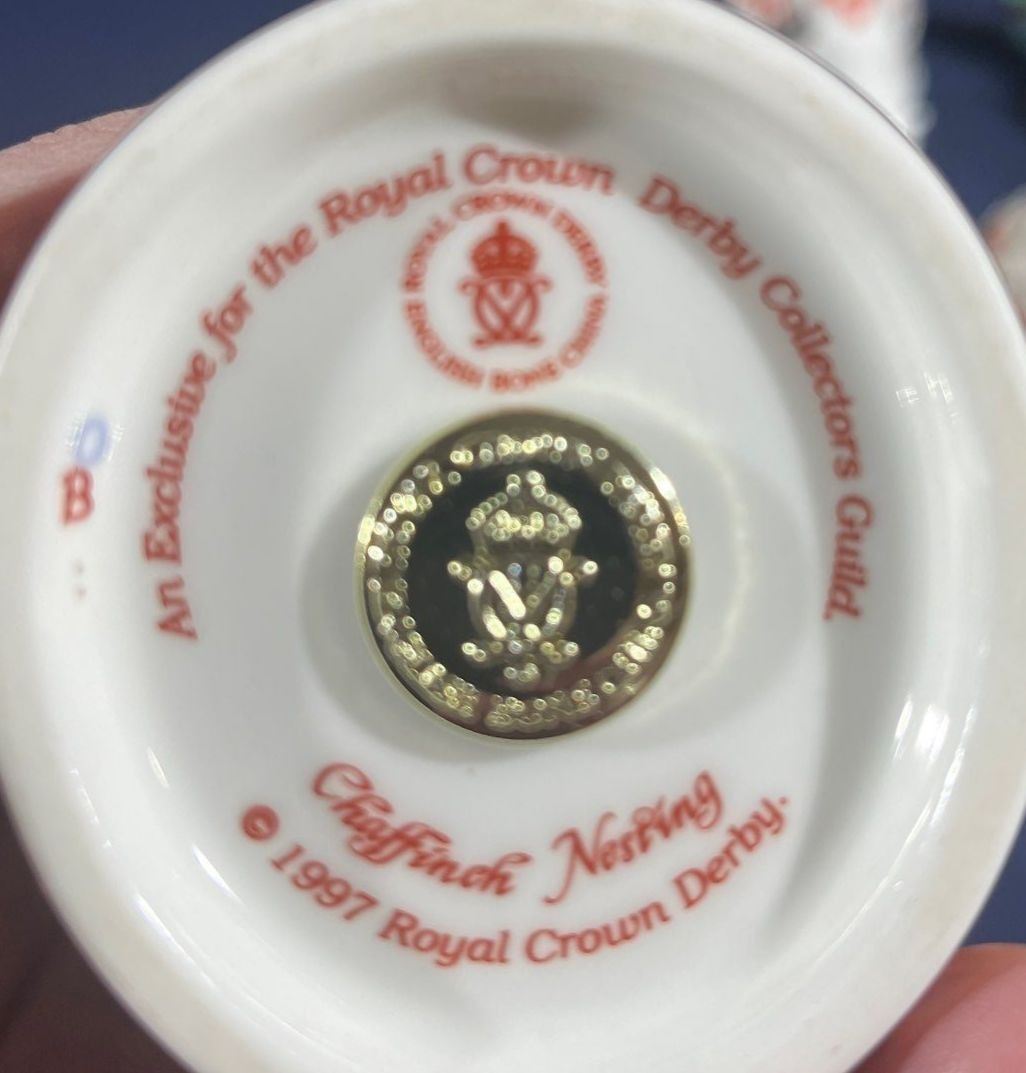 An Exclusive for the Royal Crown Derby Collectors Guild.
ROYAL CROWN DERBY
ENGLISH BONE CHINA
B
Chaffinch Nesting
© 1997 Royal Crown Derby.